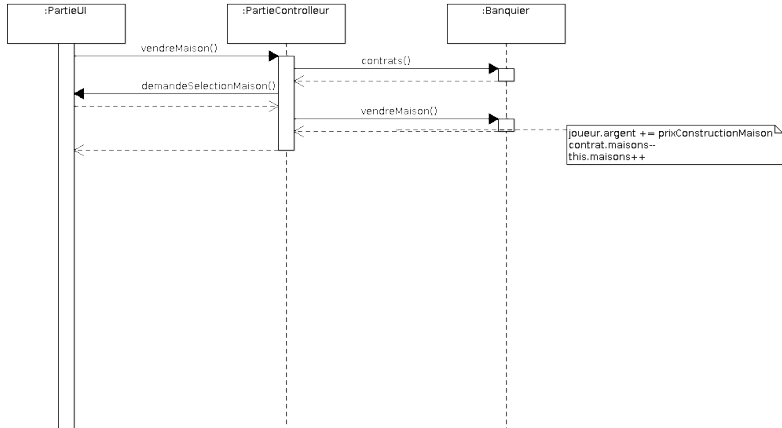 :PartieUI
:PartieControlleur
:Banquier
vendreMaison()
contrats()
demandeSelectionMaison()
vendreMaison()
joueur.argent += prixConstructionMaison
contrat.maisons--
this.maisons++